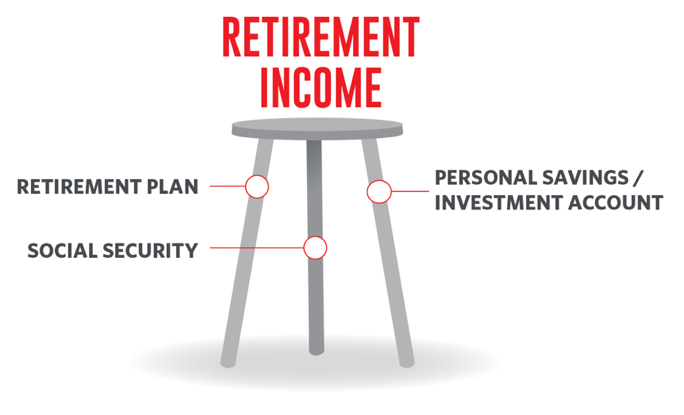 RETIREMENT
INCOME
RETIREMENT PLAN
PERSONAL SAVINGS /
INVESTMENT ACCOUNT
SOCIAL SECURITY